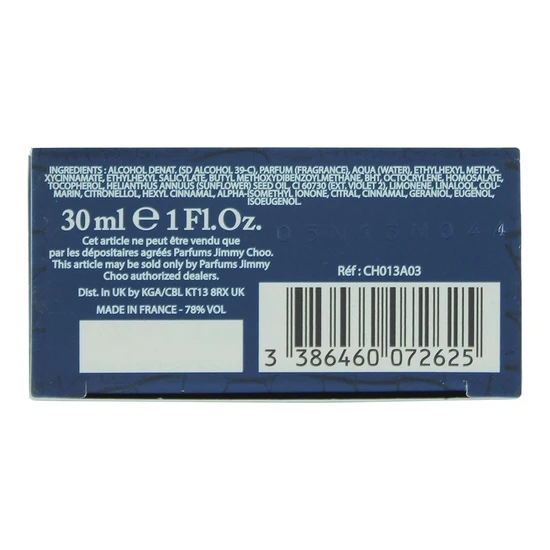 INGREDIENTS : ALCOHOL DENAT. (SD ALCOHOL 39-C), PARFUM (FRAGRANCE), AQUA (WATER), ETHYLHEXYL METHO-
XYCINNAMATE, ETHYLHEXYL SALICYLATE, BUTYL METHOXYDIBENZOYLMETHANE, BHT, OCTOCRYLENE, HOMOSALATE,
TOCOPHEROL, HELIANTHUS ANNUUS (SUNFLOWER) SEED OIL, CI 60730 (EXT. VIOLET 2), LIMONENE, LINALOOL, COU-
MARIN, CITRONELLOL, HEXYL CINNAMAL, ALPHA-ISOMETHYL IONONE, CITRAL, CINNAMAL, GERANIOL, EUGENOL,
ISOEUGENOL.
30 ml e 1 Fl.Oz.
Cet article ne peut être vendu que
par les dépositaires agréés Parfums Jimmy Choo.
This article may be sold only by Parfums Jimmy
Choo authorized dealers.
Dist. in UK by KGA/CBL KT13 8RX UK
MADE IN FRANCE - 78% VOL
Réf : CH013A03
3 386460 072625